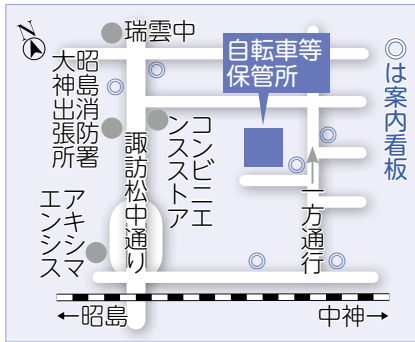 N
瑞雲中
自転車等
保管所
◎は案内看板
昭島消防署
大神出張所
コンビニエ
ンスストア
諏訪松中通り
一方通行
アキシマ
エンシス
←昭島
中神→